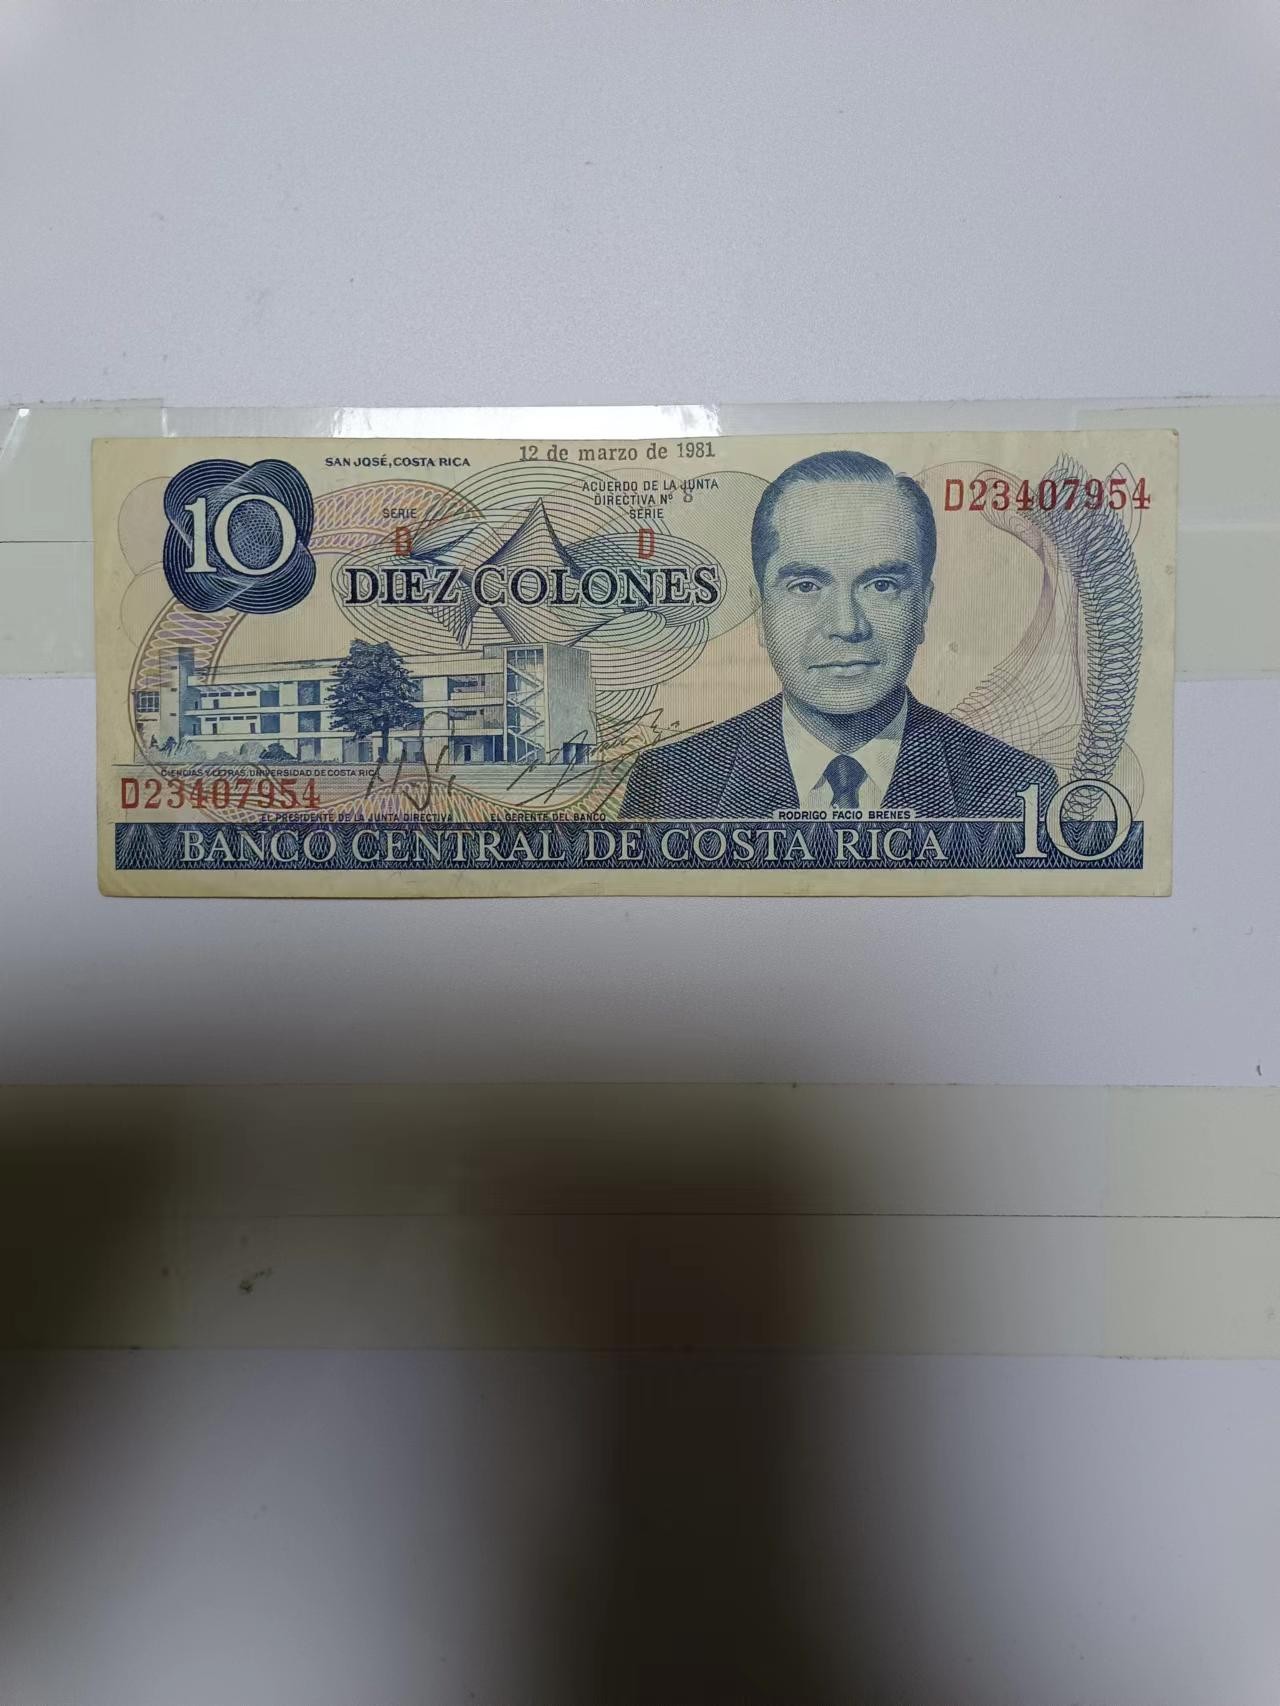 12 de marzo de 1981
SAN JOSÉ, COSTA RICA
10
ACUERDO DE LA JUNTA
DIRECTIVA Nº 8
SERIE
D
SERIE
D
D23407954
DIEZ COLONES
CIENCIAS Y LETRAS, UNIVERSIDAD DE COSTA RICA
D23407954
EL PRESIDENTE DE LA JUNTA DIRECTIVA
EL GERENTE DEL BANCO
RODRIGO FACIO BRENES
BANCO CENTRAL DE COSTA RICA
10